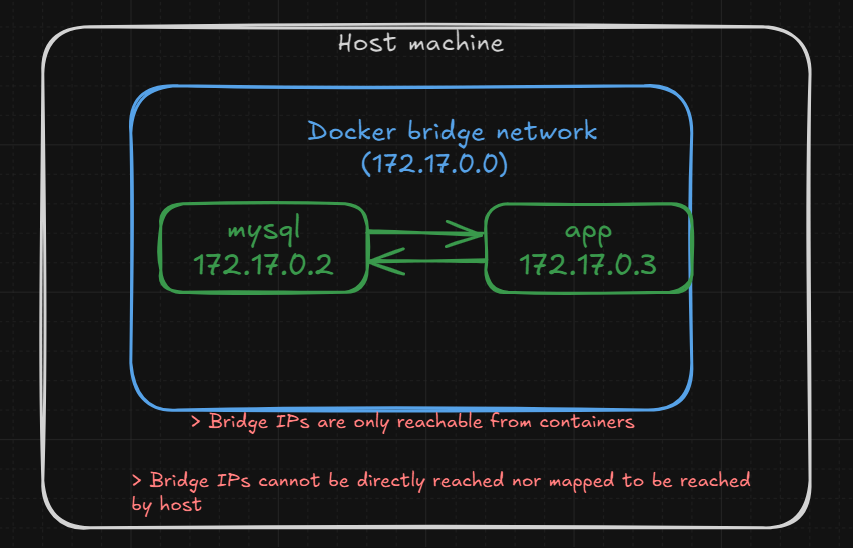 Host machine
Docker bridge network
(172.17.0.0)
mysql
172.17.0.2
app
172.17.0.3
> Bridge IPs are only reachable from containers
> Bridge IPs cannot be directly reached nor mapped to be reached
by host